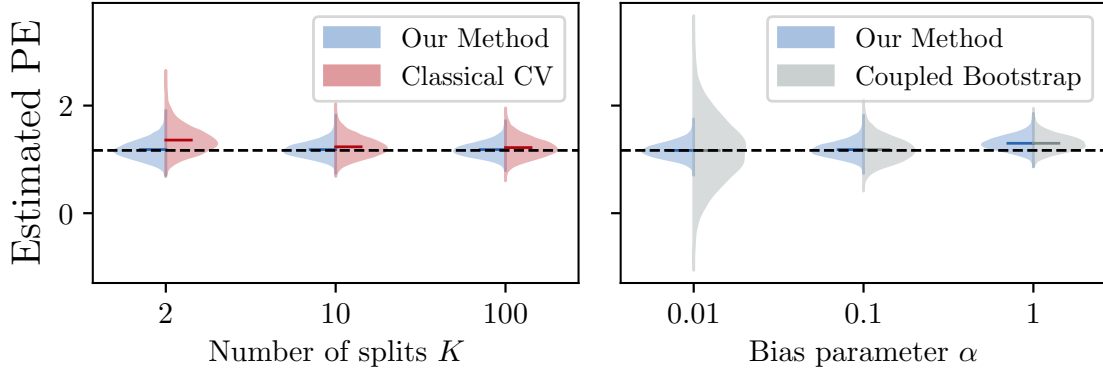 Estimated PE
2
0
Our Method
Classical CV
2
10
100
Number of splits K
Our Method
Coupled Bootstrap
0.01
0.1
1
Bias parameter α